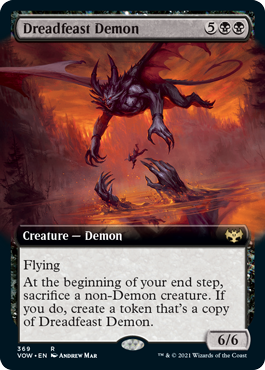 Dreadfeast Demon 5
Creature — Demon
Flying
At the beginning of your end step,
sacrifice a non-Demon creature. If
you do, create a token that's a copy
of Dreadfeast Demon.
6/6
369 R
VOW • EN ANDREW MAR
™ & © 2021 Wizards of the Coast